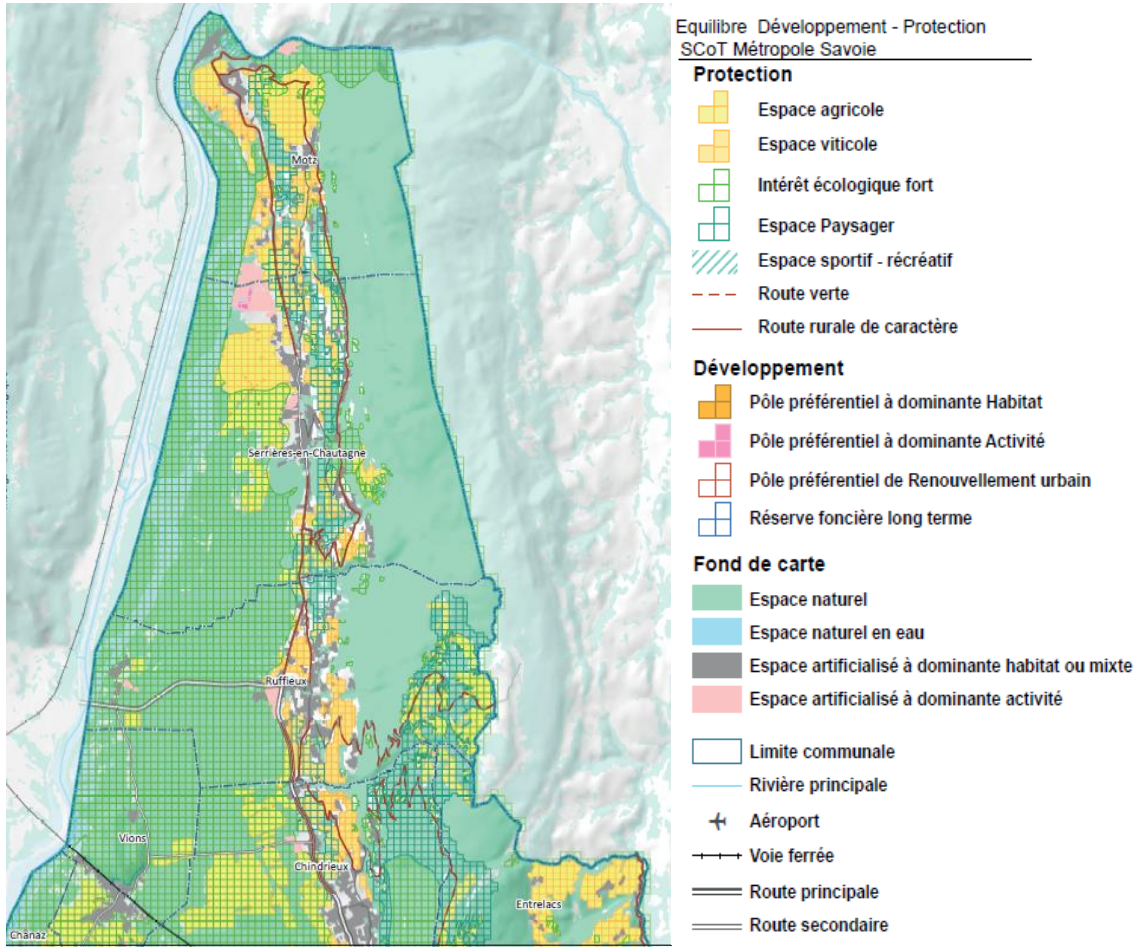 Equilibre Développement - Protection
SCoT Métropole Savoie
Protection
Espace agricole
Espace viticole
Intérêt écologique fort
Espace Paysager
Espace sportif - récréatif
Route verte
Route rurale de caractère
Développement
Pôle préférentiel à dominante Habitat
Pôle préférentiel à dominante Activité
Pôle préférentiel de Renouvellement urbain
Réserve foncière long terme
Fond de carte
Espace naturel
Espace naturel en eau
Espace artificialisé à dominante habitat ou mixte
Espace artificialisé à dominante activité
Limite communale
Rivière principale
Aéroport
Voie ferrée
Route principale
Route secondaire
Motz
Serrières-en-Chautagne
Ruffieux
Vions
Chindrieux
Entrelacs
Chanaz